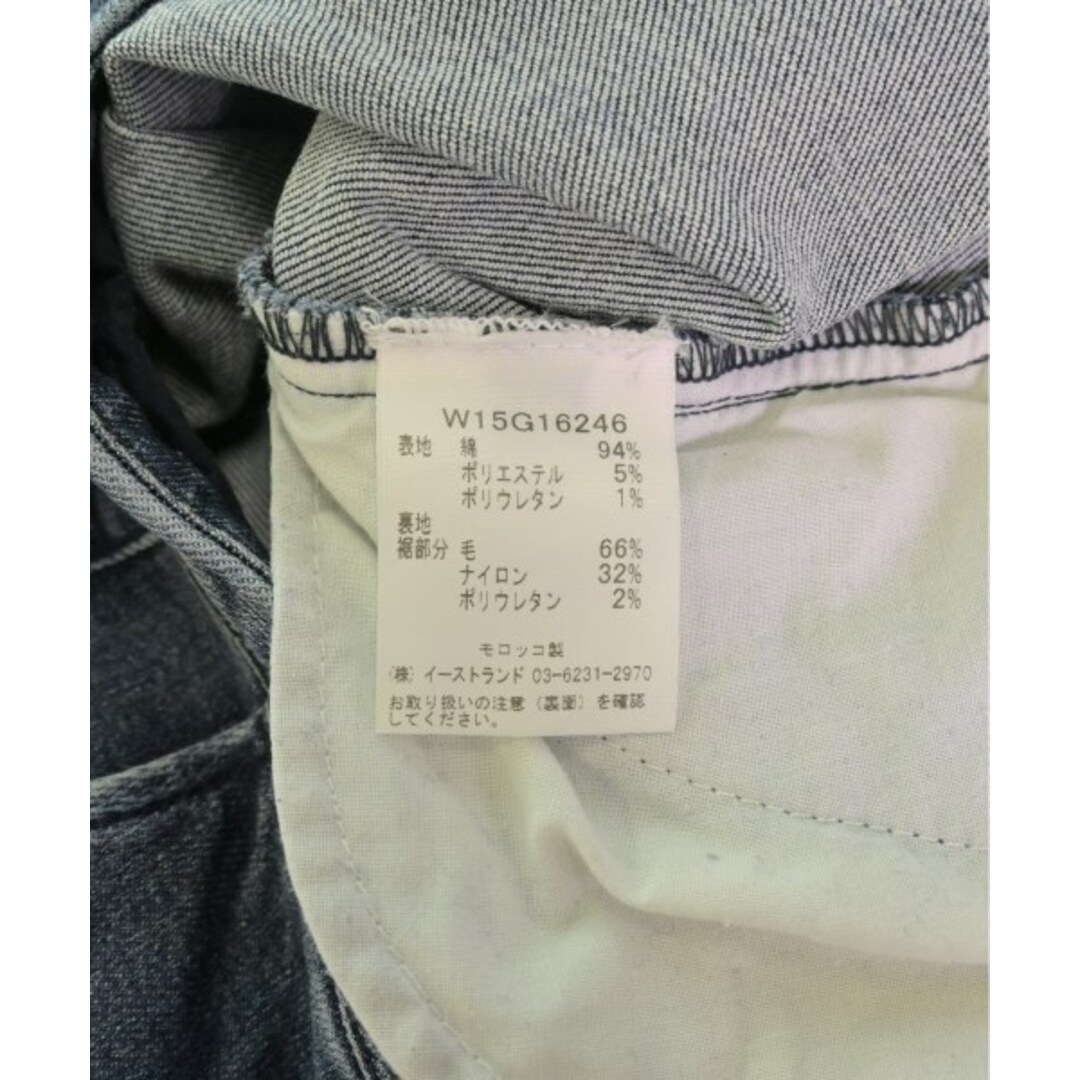 W15G16246
表地 綿 94%
ポリエステル 5%
ポリウレタン 1%
裏地
裾部分 毛 66%
ナイロン 32%
ポリウレタン 2%
モロッコ製
(株) イーストランド 03-6231-2970
お取り扱いの注意(裏面)を確認
してください。